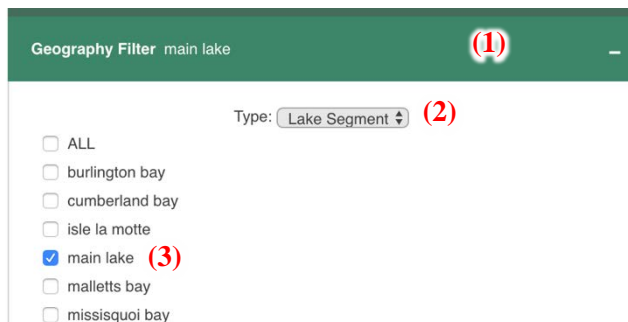 Geography Filter main lake (1)
Type: Lake Segment (2)
ALL
burlington bay
cumberland bay
isle la motte
main lake (3)
malletts bay
missisquoi bay